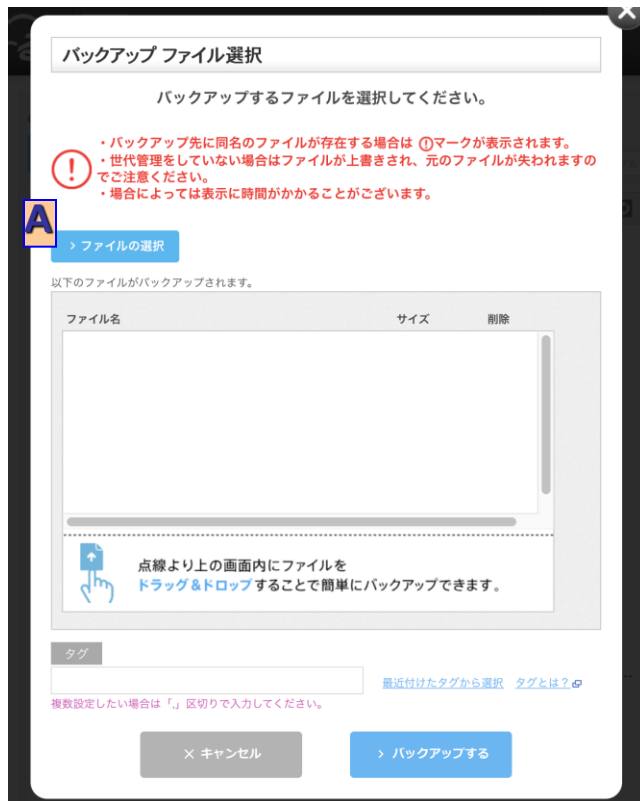 バックアップ ファイル選択
バックアップするファイルを選択してください。
・バックアップ先に同名のファイルが存在する場合は ①マークが表示されます。
・世代管理をしていない場合はファイルが上書きされ、元のファイルが失われますの
でご注意ください。
・場合によっては表示に時間がかかることがございます。
A
› ファイルの選択
以下のファイルがバックアップされます。
ファイル名 サイズ 削除
点線より上の画面内にファイルを
ドラッグ&ドロップすることで簡単にバックアップできます。
タグ
最近付けたタグから選択 タグとは?
複数設定したい場合は「,」区切りで入力してください。
× キャンセル › バックアップする